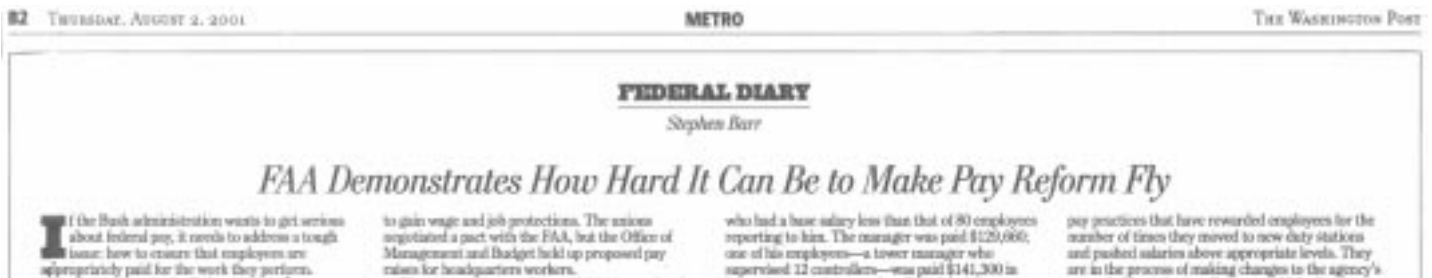 B2 THURSDAY, AUGUST 2, 2001
METRO
THE WASHINGTON POST
FEDERAL DIARY
Stephen Barr
FAA Demonstrates How Hard It Can Be to Make Pay Reform Fly
If the Bush administration wants to get serious
about federal pay, it needs to address a tough
issue: how to ensure that employees are
appropriately paid for the work they perform.
to gain wage and job protections. The unions
negotiated a pact with the FAA, but the Office of
Management and Budget held up proposed pay
raises for headquarters workers.
who had a base salary less than that of 80 employees
reporting to him. The manager was paid $129,660;
one of his employees—a tower manager who
supervised 12 controllers—was paid $141,300 in
pay practices that have rewarded employees for the
number of times they moved to new duty stations
and pushed salaries above appropriate levels. They
are in the process of making changes to the agency's